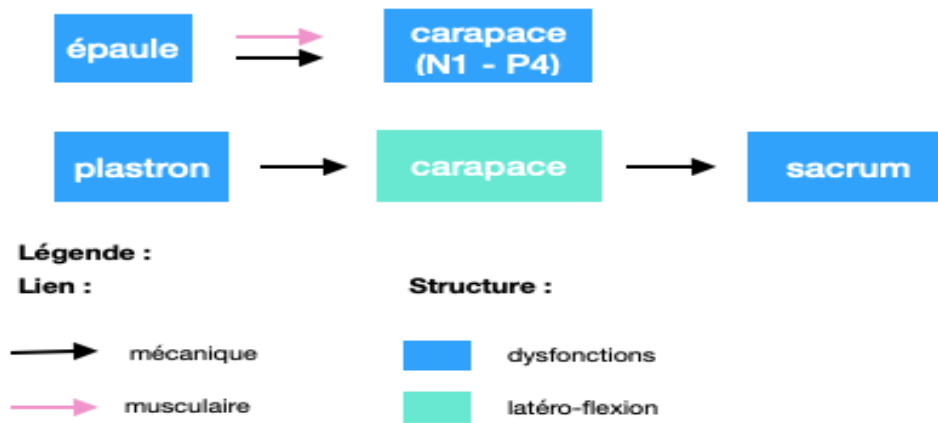 épaule
carapace
(N1 - P4)
plastron
carapace
sacrum
Légende :
Lien :
Structure :
mécanique
dysfonctions
musculaire
latéro-flexion